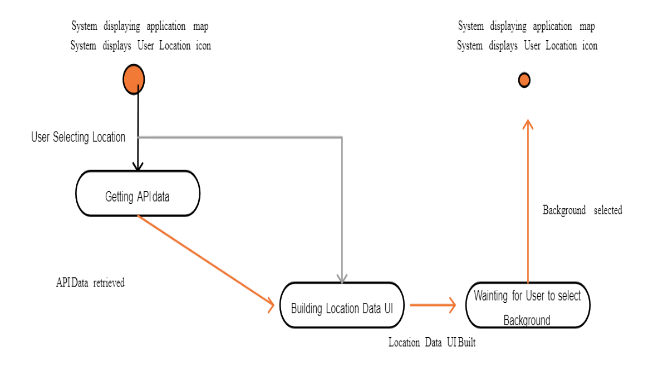 System displaying application map
System displays User Location icon
System displaying application map
System displays User Location icon
User Selecting Location
Getting API data
Background selected
API Data retrieved
Building Location Data UI
Wainting for User to select
Background
Location Data UI Built